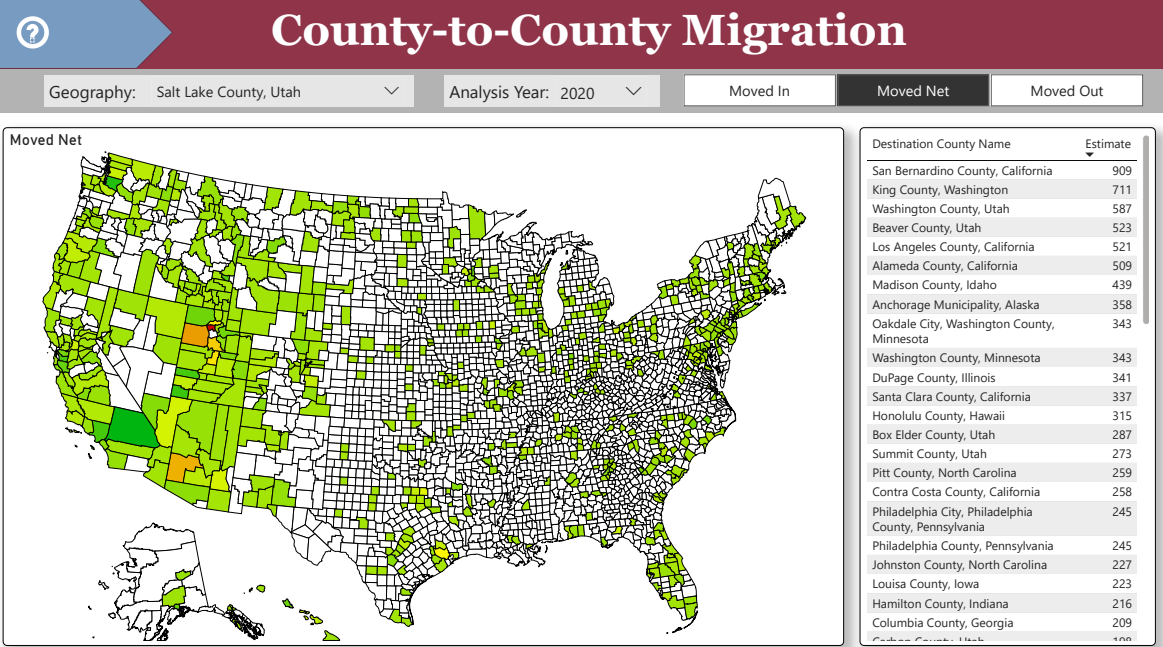 County-to-County Migration
Geography: Salt Lake County, Utah
Analysis Year: 2020
Moved In
Moved Net
Moved Out
Moved Net
Destination County Name Estimate
San Bernardino County, California 909
King County, Washington 711
Washington County, Utah 587
Beaver County, Utah 523
Los Angeles County, California 521
Alameda County, California 509
Madison County, Idaho 439
Anchorage Municipality, Alaska 358
Oakdale City, Washington County, 343
Minnesota
Washington County, Minnesota 343
DuPage County, Illinois 341
Santa Clara County, California 337
Honolulu County, Hawaii 315
Box Elder County, Utah 287
Summit County, Utah 273
Pitt County, North Carolina 259
Contra Costa County, California 258
Philadelphia City, Philadelphia 245
County, Pennsylvania
Philadelphia County, Pennsylvania 245
Johnston County, North Carolina 227
Louisa County, Iowa 223
Hamilton County, Indiana 216
Columbia County, Georgia 209
Carbon County, Utah 198